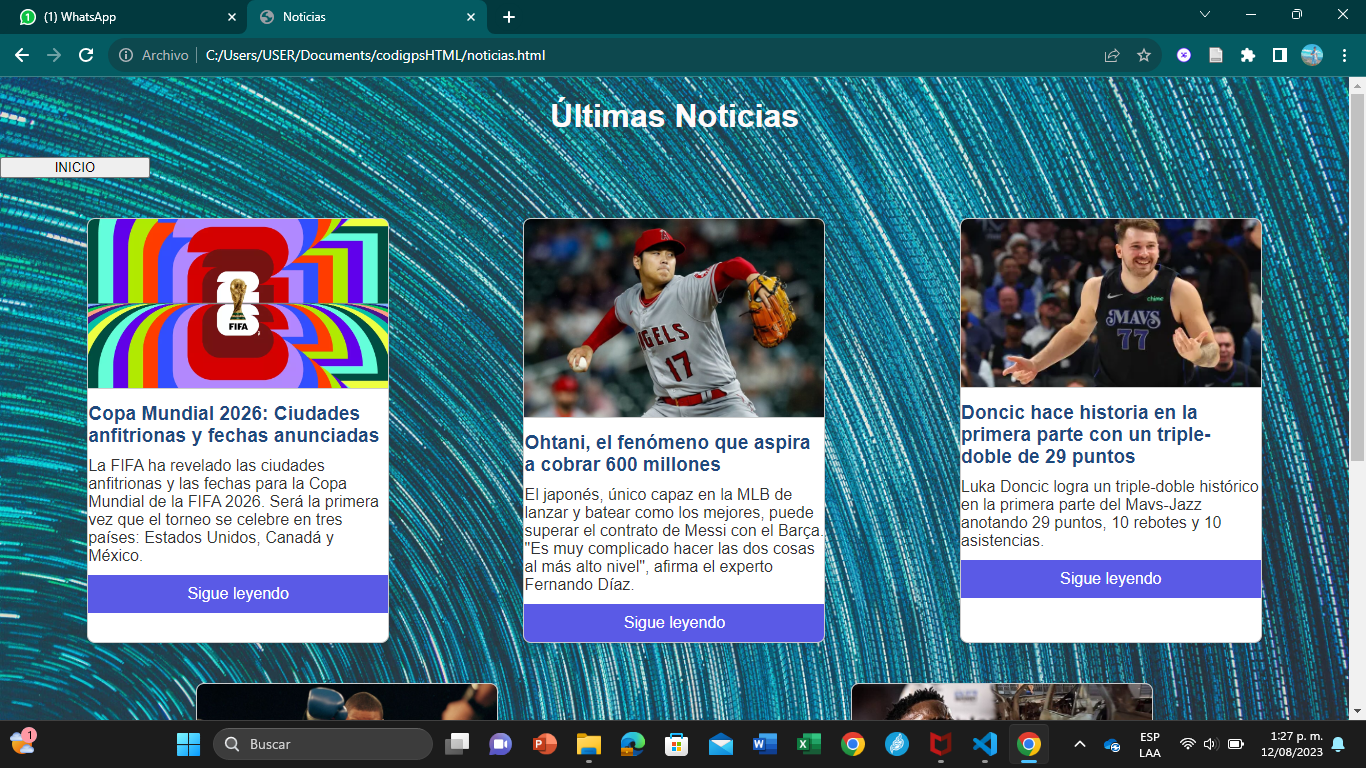 (1) WhatsApp
Noticias
Archivo
C:/Users/USER/Documents/codigpsHTML/noticias.html
Últimas Noticias
INICIO
FIFA
Copa Mundial 2026: Ciudades
anfitrionas y fechas anunciadas
La FIFA ha revelado las ciudades
anfitrionas y las fechas para la Copa
Mundial de la FIFA 2026. Será la primera
vez que el torneo se celebre en tres
países: Estados Unidos, Canadá y
México.
Sigue leyendo
ANGELS
17
Ohtani, el fenómeno que aspira
a cobrar 600 millones
El japonés, único capaz en la MLB de
lanzar y batear como los mejores, puede
superar el contrato de Messi con el Barça.
"Es muy complicado hacer las dos cosas
al más alto nivel", afirma el experto
Fernando Díaz.
Sigue leyendo
chime
MAVS
77
Doncic hace historia en la
primera parte con un triple-
doble de 29 puntos
Luka Doncic logra un triple-doble histórico
en la primera parte del Mavs-Jazz
anotando 29 puntos, 10 rebotes y 10
asistencias.
Sigue leyendo
1
Buscar
ESP
LAA
1:27 p. m.
12/08/2023